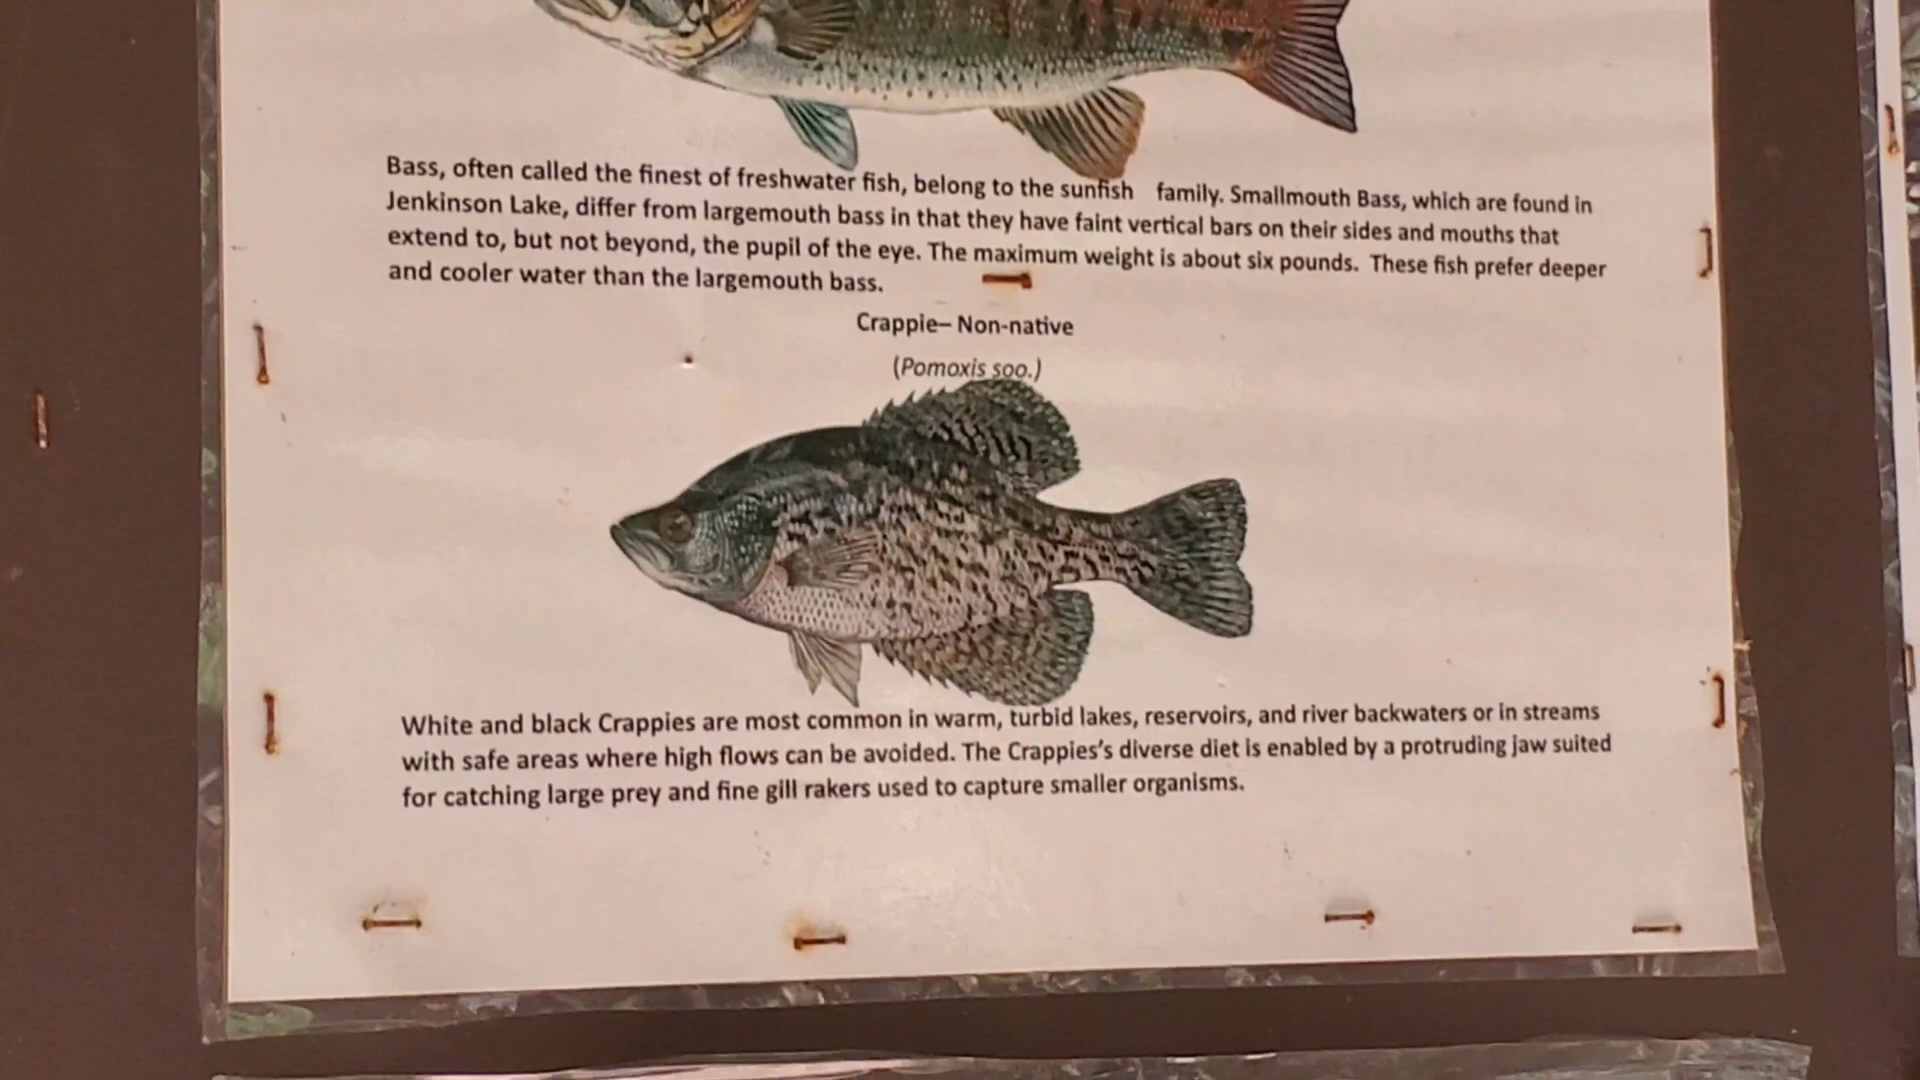 Bass, often called the finest of freshwater fish, belong to the sunfish family. Smallmouth Bass, which are found in
Jenkinson Lake, differ from largemouth bass in that they have faint vertical bars on their sides and mouths that
extend to, but not beyond, the pupil of the eye. The maximum weight is about six pounds. These fish prefer deeper
and cooler water than the largemouth bass.
Crappie– Non-native
(Pomoxis soo.)
White and black Crappies are most common in warm, turbid lakes, reservoirs, and river backwaters or in streams
with safe areas where high flows can be avoided. The Crappies's diverse diet is enabled by a protruding jaw suited
for catching large prey and fine gill rakers used to capture smaller organisms.